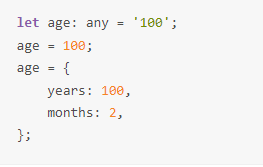 let age: any = '100';
age = 100;
age = {
    years: 100,
    months: 2,
};